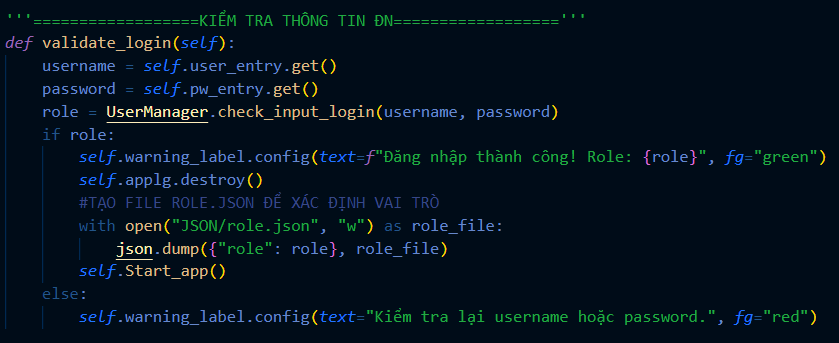 '''==================KIỂM TRA THÔNG TIN ĐN=================='''
def validate_login(self):
    username = self.user_entry.get()
    password = self.pw_entry.get()
    role = UserManager.check_input_login(username, password)
    if role:
        self.warning_label.config(text=f"Đăng nhập thành công! Role: {role}", fg="green")
        self.applg.destroy()
        #TẠO FILE ROLE.JSON ĐỂ XÁC ĐỊNH VAI TRÒ
        with open("JSON/role.json", "w") as role_file:
            json.dump({"role": role}, role_file)
        self.Start_app()
    else:
        self.warning_label.config(text="Kiểm tra lại username hoặc password.", fg="red")